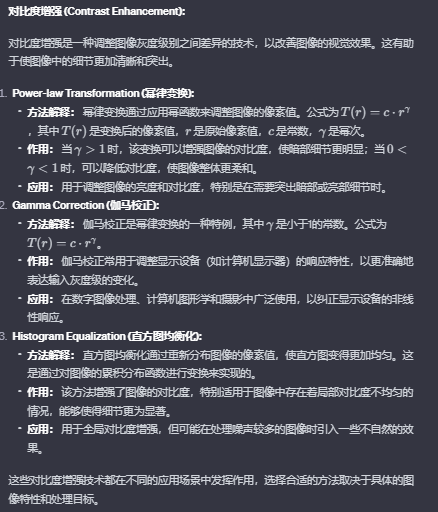 对比度增强 (Contrast Enhancement):
对比度增强是一种调整图像灰度级别之间差异的技术，以改善图像的视觉效果。这有助
于使图像中的细节更加清晰和突出。
1. Power-law Transformation (幂律变换):
- 方法解释： 幂律变换通过应用幂函数来调整图像的像素值。公式为 T(r) = c · r^γ
，其中 T(r) 是变换后的像素值，r 是原始像素值，c 是常数，γ 是幂次。
- 作用： 当 γ > 1 时，该变换可以增强图像的对比度，使暗部细节更明显；当 0 <
γ < 1 时，可以降低对比度，使图像整体更柔和。
- 应用： 用于调整图像的亮度和对比度，特别是在需要突出暗部或亮部细节时。
2. Gamma Correction (伽马校正):
- 方法解释： 伽马校正是幂律变换的一种特例，其中 γ 是小于1的常数。公式为
T(r) = c · r^γ。
- 作用： 伽马校正常用于调整显示设备（如计算机显示器）的响应特性，以更准确地
表达输入灰度级的变化。
- 应用： 在数字图像处理、计算机图形学和摄影中广泛使用，以纠正显示设备的非线
性响应。
3. Histogram Equalization (直方图均衡化):
- 方法解释： 直方图均衡化通过重新分布图像的像素值，使直方图变得更加均匀。这
是通过对图像的累积分布函数进行变换来实现的。
- 作用： 该方法增强了图像的对比度，特别适用于图像中存在着局部对比度不均匀的
情况，能够使得细节更为显著。
- 应用： 用于全局对比度增强，但可能在处理噪声较多的图像时引入一些不自然的效
果。
这些对比度增强技术都在不同的应用场景中发挥作用，选择合适的方法取决于具体的图
像特性和处理目标。